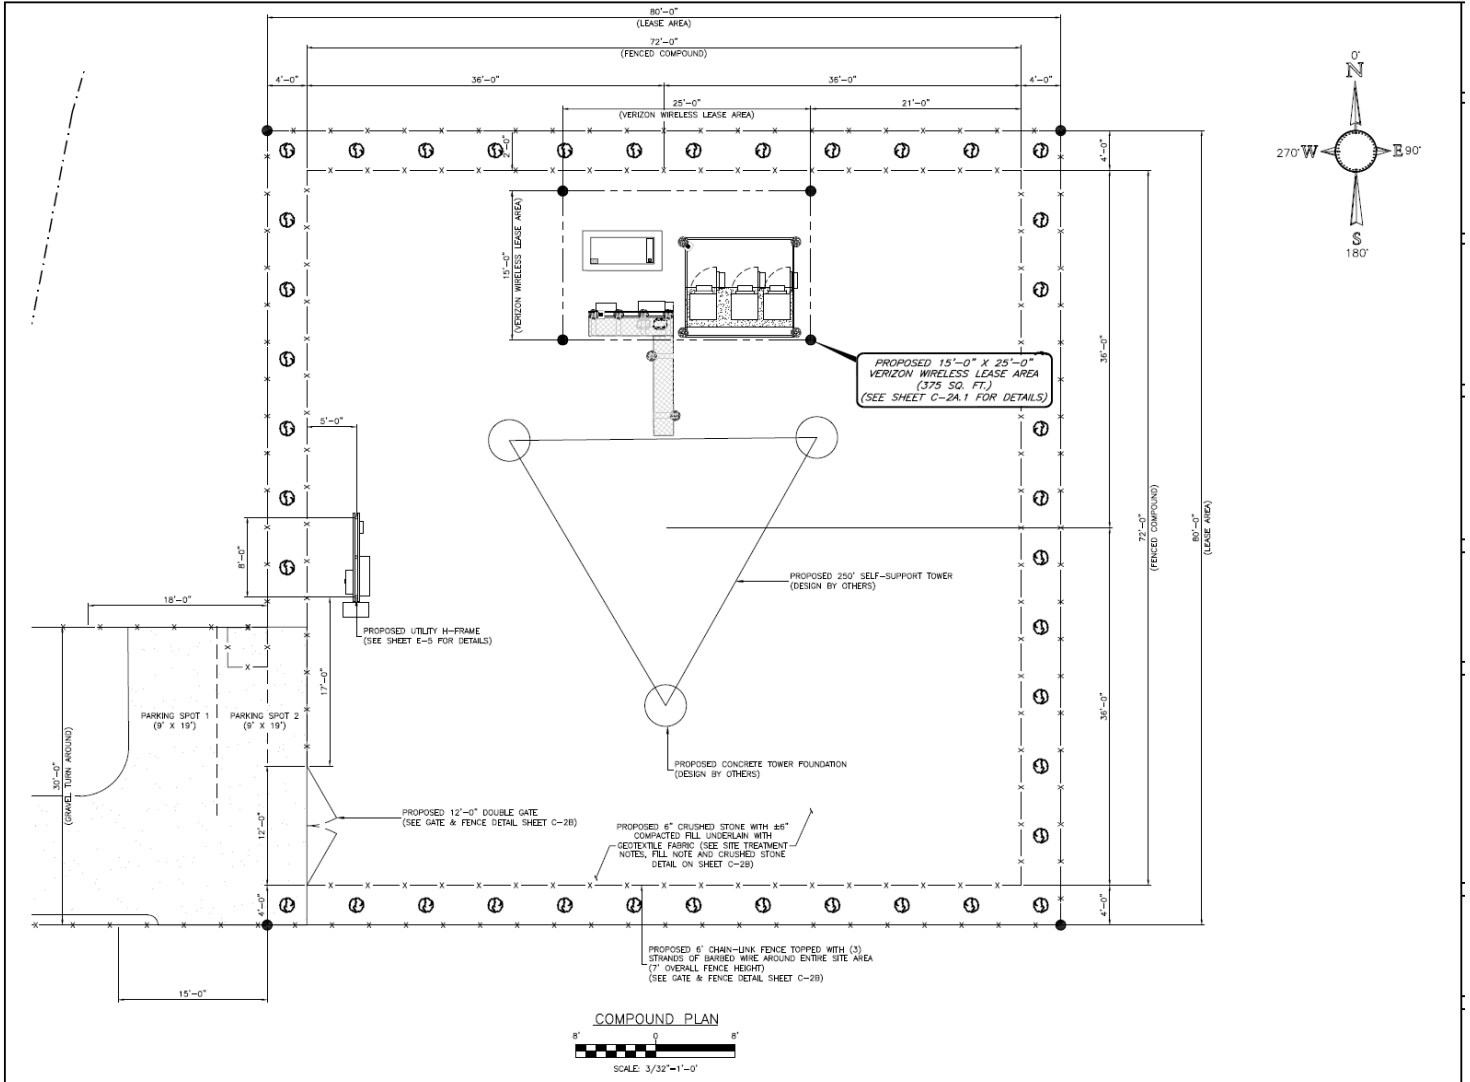 80'-0"
(LEASE AREA)
72'-0"
(FENCED COMPOUND)
4'-0"
36'-0"
36'-0"
4'-0"
25'-0"
(VERIZON WIRELESS LEASE AREA)
21'-0"
0°
N
270° W
E 90°
S
180°
2'-0"
4'-0"
15'-0"
(VERIZON WIRELESS LEASE AREA)
36'-0"
PROPOSED 15'-0" X 25'-0"
VERIZON WIRELESS LEASE AREA
(375 SQ. FT.)
(SEE SHEET C-2A.1 FOR DETAILS)
5'-0"
72'-0"
(FENCED COMPOUND)
80'-0"
(LEASE AREA)
8'-0"
PROPOSED 250' SELF-SUPPORT TOWER
(DESIGN BY OTHERS)
18'-0"
PROPOSED UTILITY H-FRAME
(SEE SHEET E-5 FOR DETAILS)
17'-0"
36'-0"
PARKING SPOT 1
(9' X 19')
PARKING SPOT 2
(9' X 19')
30'-0"
(GRAVEL TURN AROUND)
PROPOSED CONCRETE TOWER FOUNDATION
(DESIGN BY OTHERS)
12'-0"
PROPOSED 12'-0" DOUBLE GATE
(SEE GATE & FENCE DETAIL SHEET C-2B)
PROPOSED 6" CRUSHED STONE WITH ±6"
COMPACTED FILL UNDERLAIN WITH
GEOTEXTILE FABRIC (SEE SITE TREATMENT
NOTES, FILL NOTE AND CRUSHED STONE
DETAIL ON SHEET C-2B)
4'-0"
4'-0"
PROPOSED 6' CHAIN-LINK FENCE TOPPED WITH (3)
STRANDS OF BARBED WIRE AROUND ENTIRE SITE AREA
(7' OVERALL FENCE HEIGHT)
(SEE GATE & FENCE DETAIL SHEET C-2B)
15'-0"
COMPOUND PLAN
8' 0 8'
SCALE: 3/32"=1'-0'